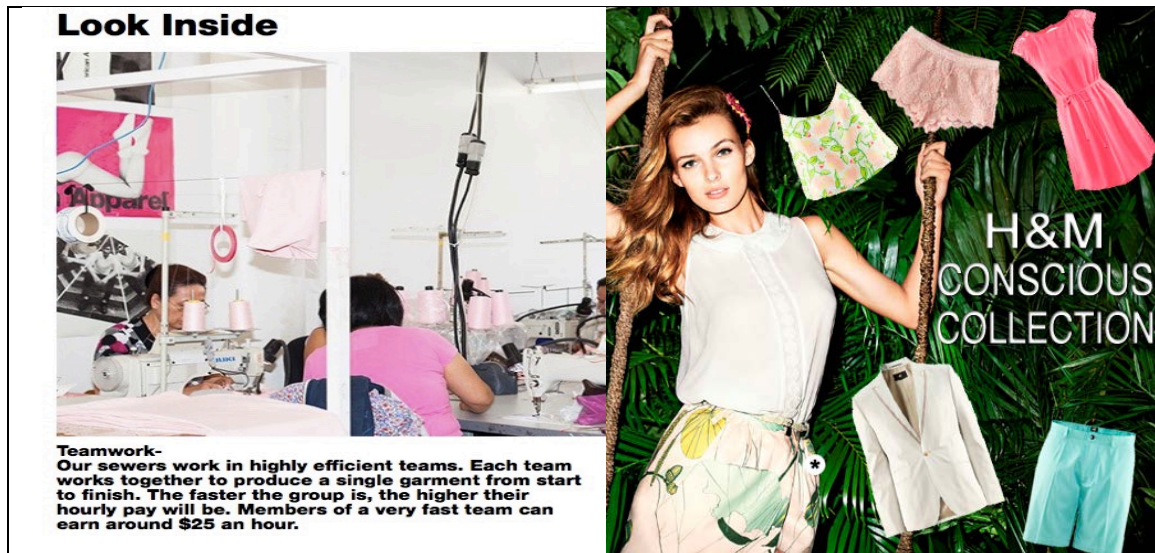 Look Inside
Apparel
JUKI
Teamwork-
Our sewers work in highly efficient teams. Each team
works together to produce a single garment from start
to finish. The faster the group is, the higher their
hourly pay will be. Members of a very fast team can
earn around $25 an hour.
H&M
CONSCIOUS
COLLECTION
*